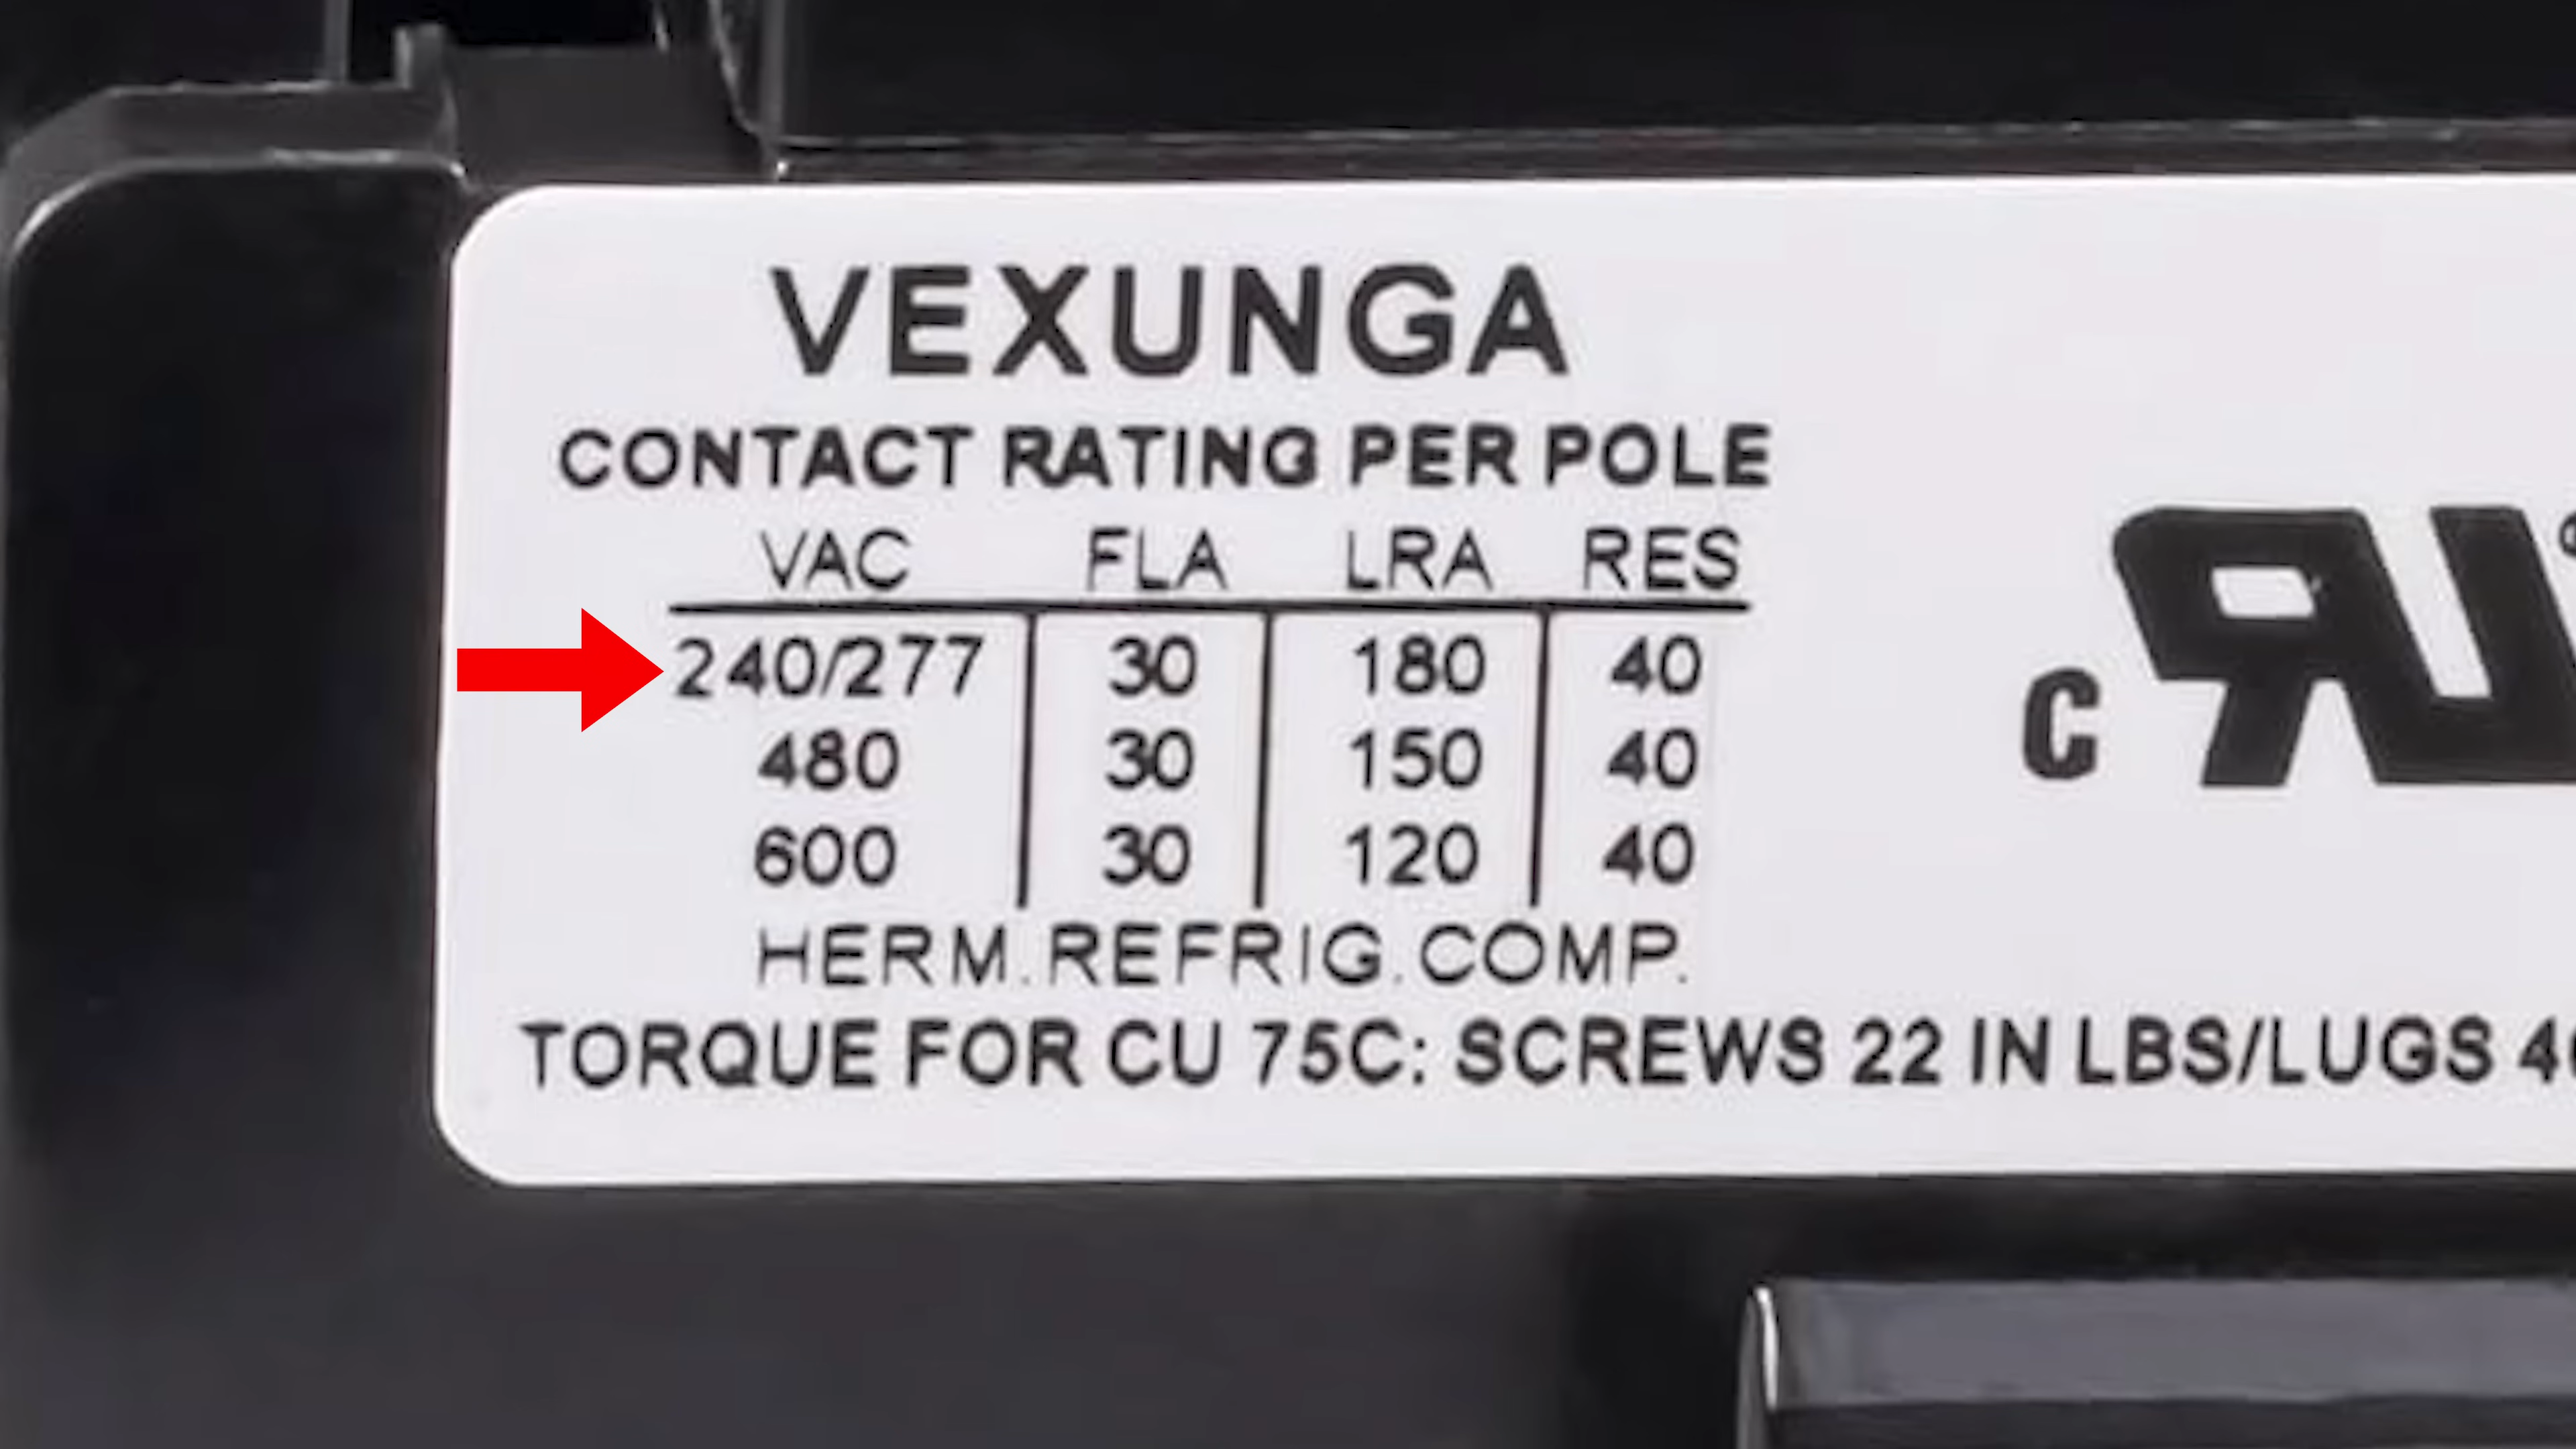 VEXUNGA
CONTACT RATING PER POLE
VAC FLA LRA RES
240/277 30 180 40
480 30 150 40
600 30 120 40
HERM.REFRIG.COMP.
TORQUE FOR CU 75C: SCREWS 22 IN LBS/LUGS
C